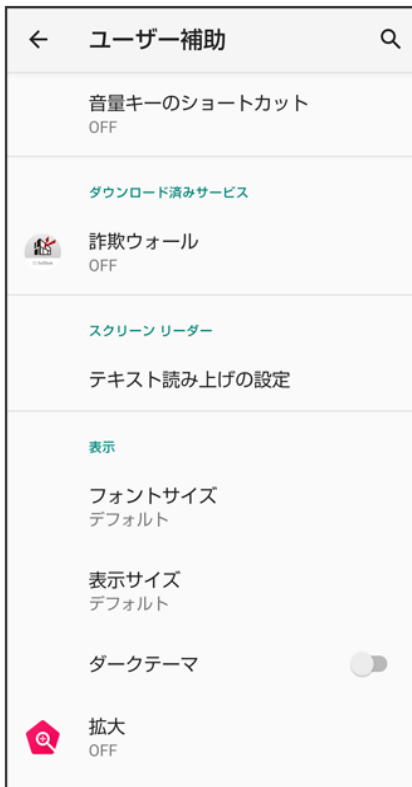 ユーザー補助
音量キーのショートカット
OFF
ダウンロード済みサービス
詐欺ウォール
OFF
スクリーン リーダー
テキスト読み上げの設定
表示
フォントサイズ
デフォルト
表示サイズ
デフォルト
ダークテーマ
拡大
OFF